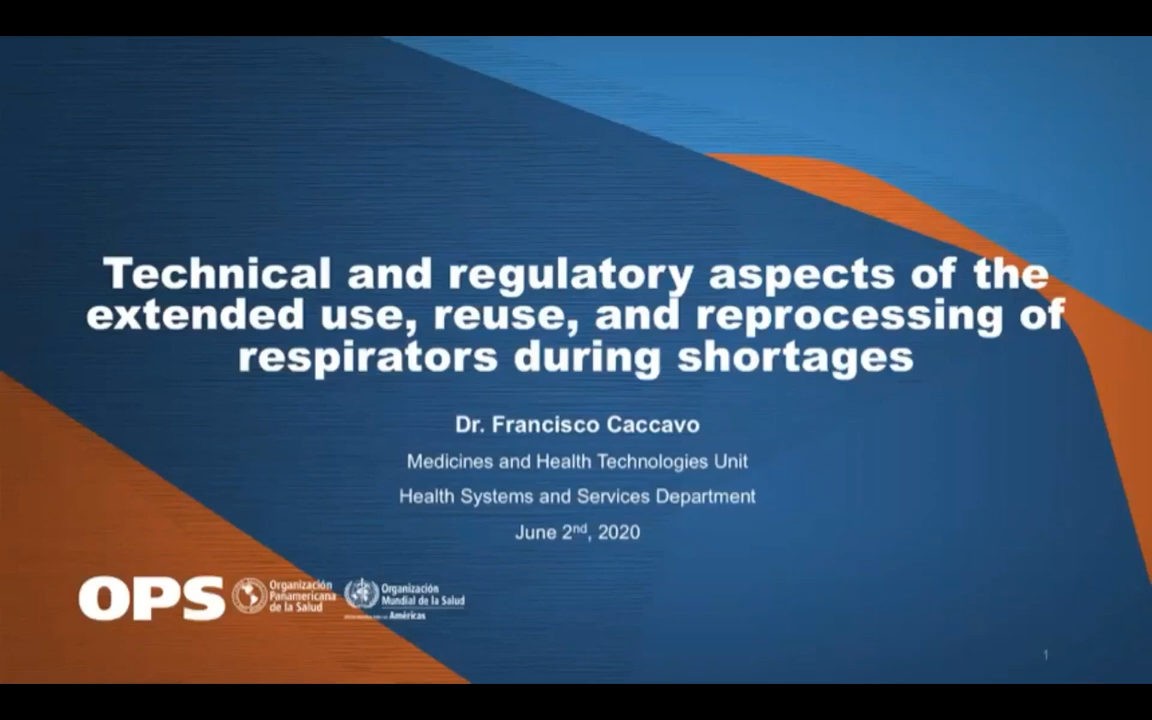 Technical and regulatory aspects of the
extended use, reuse, and reprocessing of
respirators during shortages
Dr. Francisco Caccavo
Medicines and Health Technologies Unit
Health Systems and Services Department
June 2nd, 2020
OPS
Organización
Panamericana
de la Salud
Organización
Mundial de la Salud
Américas
1